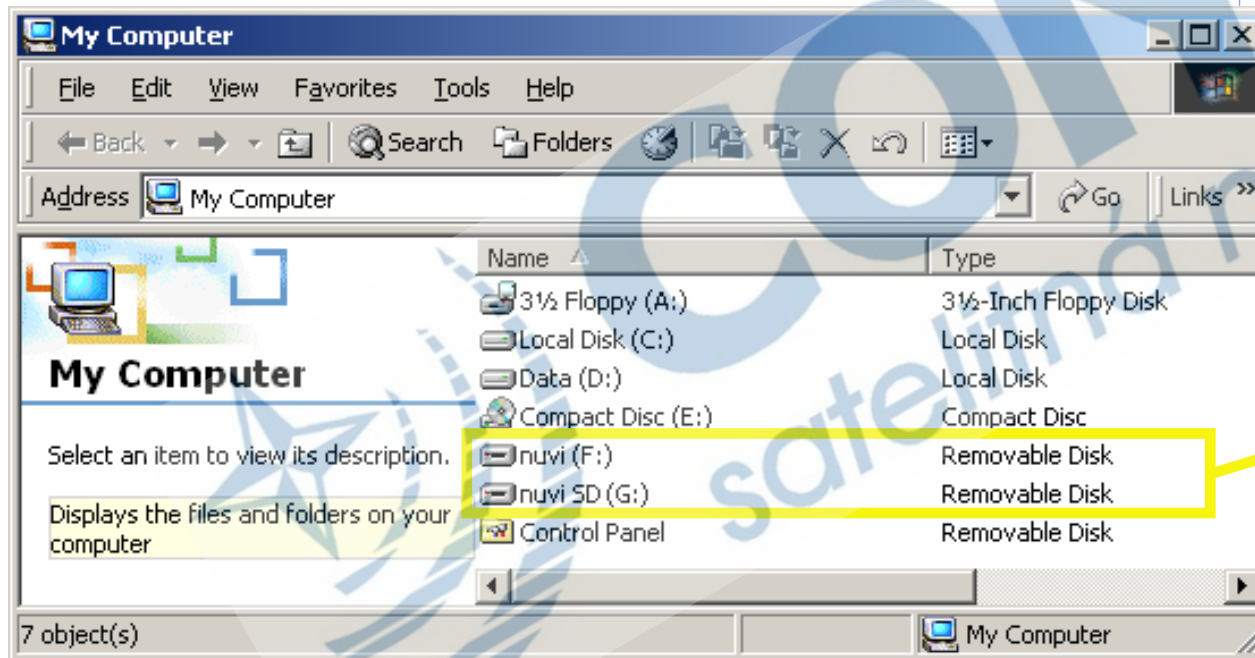 My Computer
File Edit View Favorites Tools Help
Back Search Folders
Address My Computer Go Links »
Name Type
3½ Floppy (A:) 3½-Inch Floppy Disk
Local Disk (C:) Local Disk
My Computer
Data (D:) Local Disk
Compact Disc (E:) Compact Disc
Select an item to view its description.
nuvi (F:) Removable Disk
nuvi SD (G:) Removable Disk
Displays the files and folders on your
computer
Control Panel Removable Disk
7 object(s) My Computer
CON
satelitná